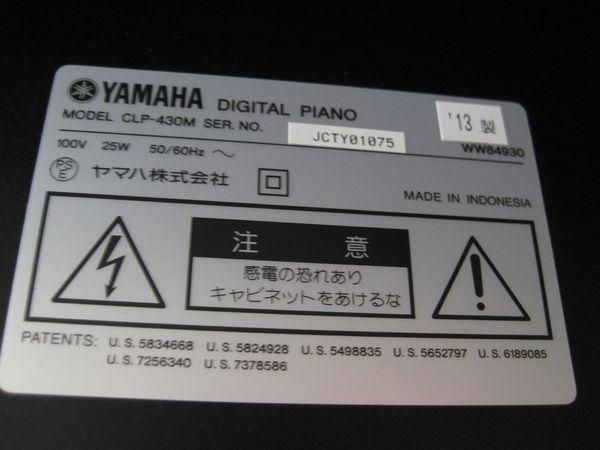 YAMAHA DIGITAL PIANO
'13 製
MODEL CLP-430M SER. NO. JCTY01075
WW84930
100V 25W 50/60Hz ~
PSE ヤマハ株式会社
MADE IN INDONESIA
注 意
感電の恐れあり
キャビネットをあけるな
PATENTS: U.S. 5834668 U.S. 5824928 U.S. 5498835 U.S. 5652797 U.S. 6189085
U.S. 7256340 U.S. 7378586